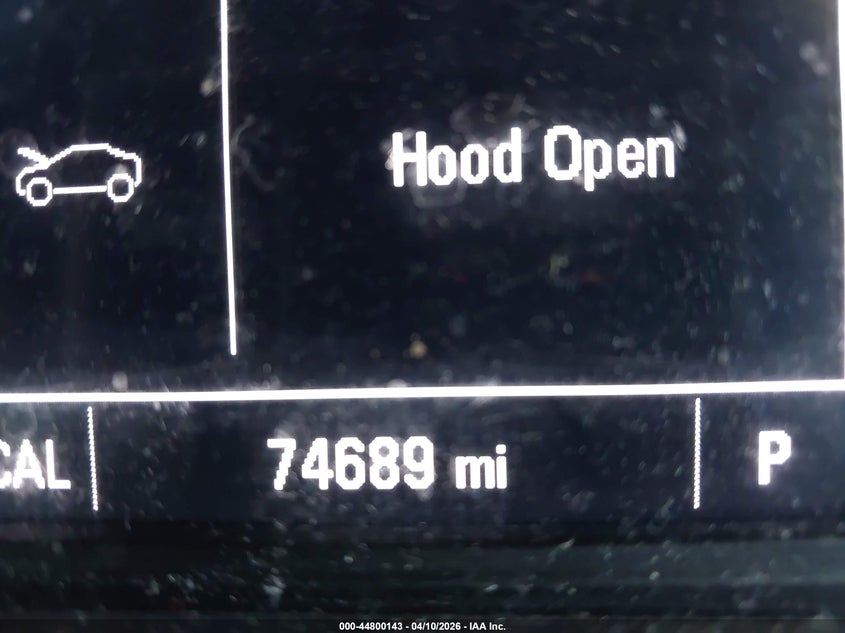 Hood Open
CAL
74689 mi
P
000-44800143 - 04/10/2026 - IAA Inc.